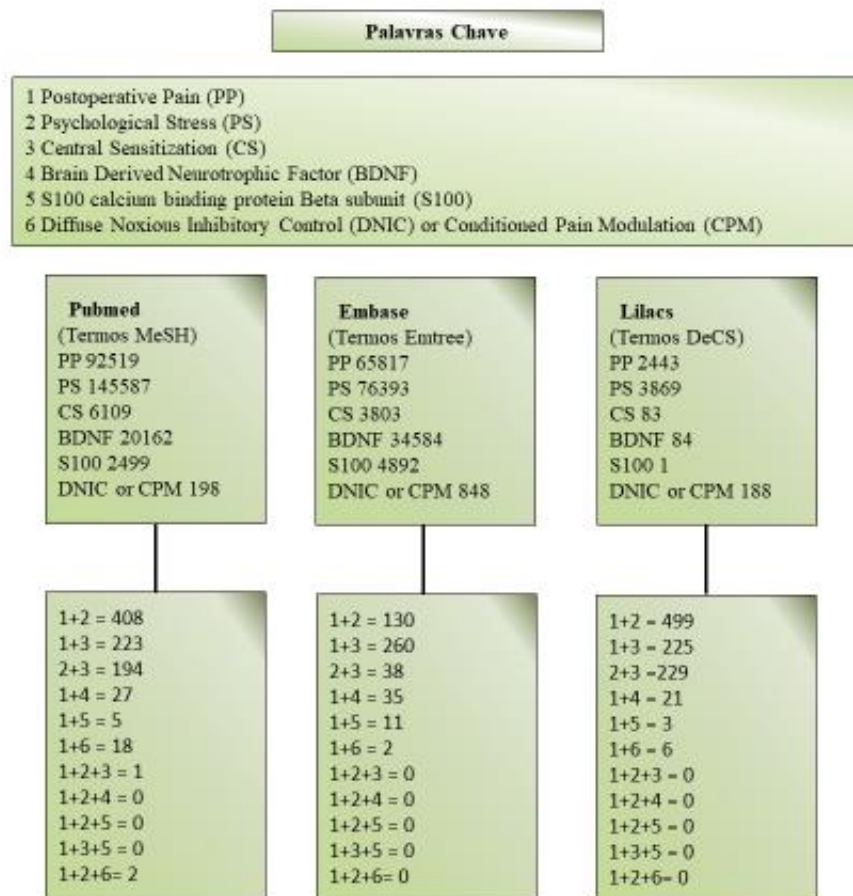 Palavras Chave
1 Postoperative Pain (PP)
2 Psychological Stress (PS)
3 Central Sensitization (CS)
4 Brain Derived Neurotrophic Factor (BDNF)
5 S100 calcium binding protein Beta subunit (S100)
6 Diffuse Noxious Inhibitory Control (DNIC) or Conditioned Pain Modulation (CPM)
Pubmed
(Termos MeSH)
PP 92519
PS 145587
CS 6109
BDNF 20162
S100 2499
DNIC or CPM 198
Embase
(Termos Emtree)
PP 65817
PS 76393
CS 3803
BDNF 34584
S100 4892
DNIC or CPM 848
Lilacs
(Termos DeCS)
PP 2443
PS 3869
CS 83
BDNF 84
S100 1
DNIC or CPM 188
1+2 = 408
1+3 = 223
2+3 = 194
1+4 = 27
1+5 = 5
1+6 = 18
1+2+3 = 1
1+2+4 = 0
1+2+5 = 0
1+3+5 = 0
1+2+6= 2
1+2 = 130
1+3 = 260
2+3 = 38
1+4 = 35
1+5 = 11
1+6 = 2
1+2+3 = 0
1+2+4 = 0
1+2+5 = 0
1+3+5 = 0
1+2+6= 0
1+2 = 499
1+3 = 225
2+3 =229
1+4 = 21
1+5 = 3
1+6 = 6
1+2+3 = 0
1+2+4 = 0
1+2+5 = 0
1+3+5 = 0
1+2+6= 0